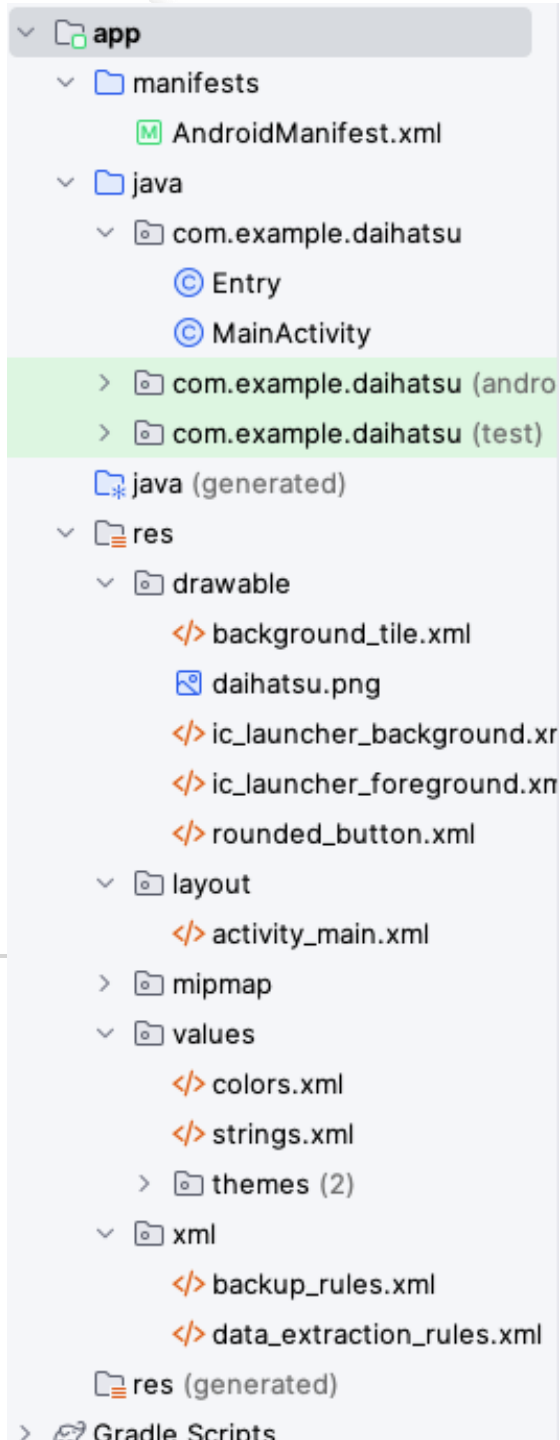 app
manifests
AndroidManifest.xml
java
com.example.daihatsu
Entry
MainActivity
com.example.daihatsu (andro
com.example.daihatsu (test)
java (generated)
res
drawable
background_tile.xml
daihatsu.png
ic_launcher_background.xr
ic_launcher_foreground.xm
rounded_button.xml
layout
activity_main.xml
mipmap
values
colors.xml
strings.xml
themes (2)
xml
backup_rules.xml
data_extraction_rules.xml
res (generated)
Gradle Scripts